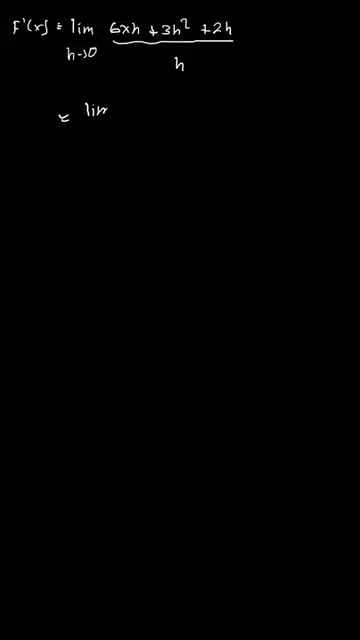 F'(x) = lim 6xh + 3h² + 2h
h→0 h
= lim